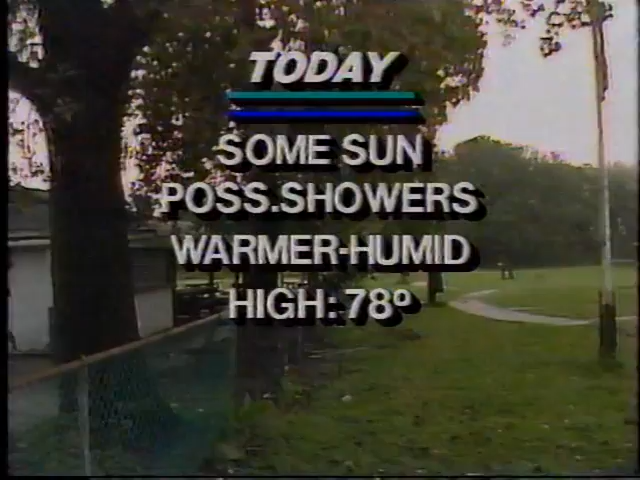 TODAY
SOME SUN
POSS.SHOWERS
WARMER-HUMID
HIGH: 78º